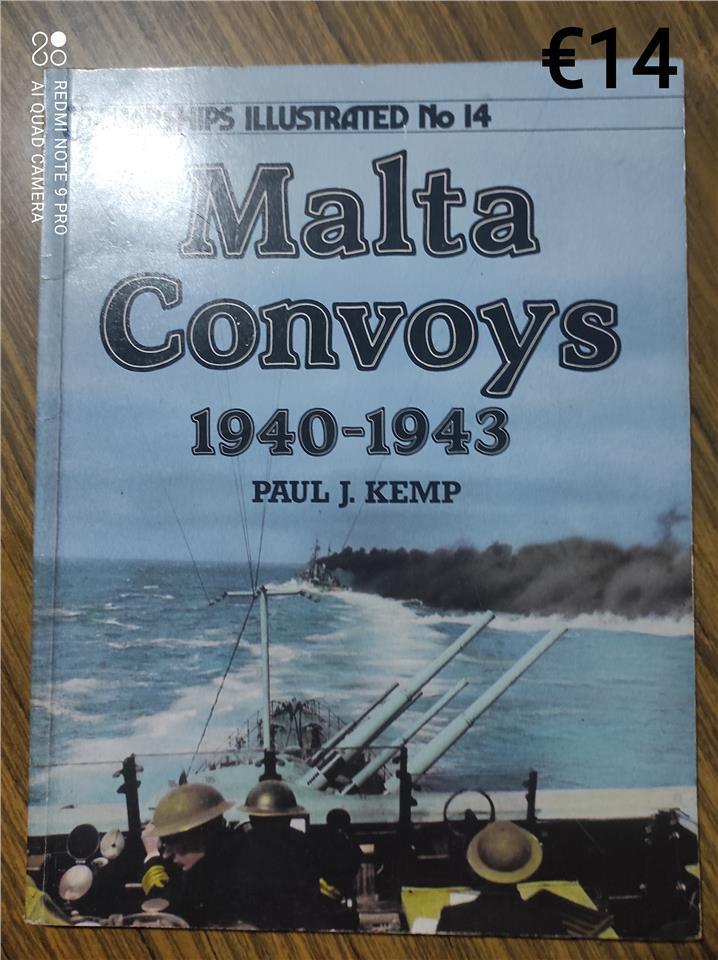 €14
WARSHIPS ILLUSTRATED No 14
Malta
Convoys
1940-1943
PAUL J. KEMP
REDMI NOTE 9 PRO
AI QUAD CAMERA